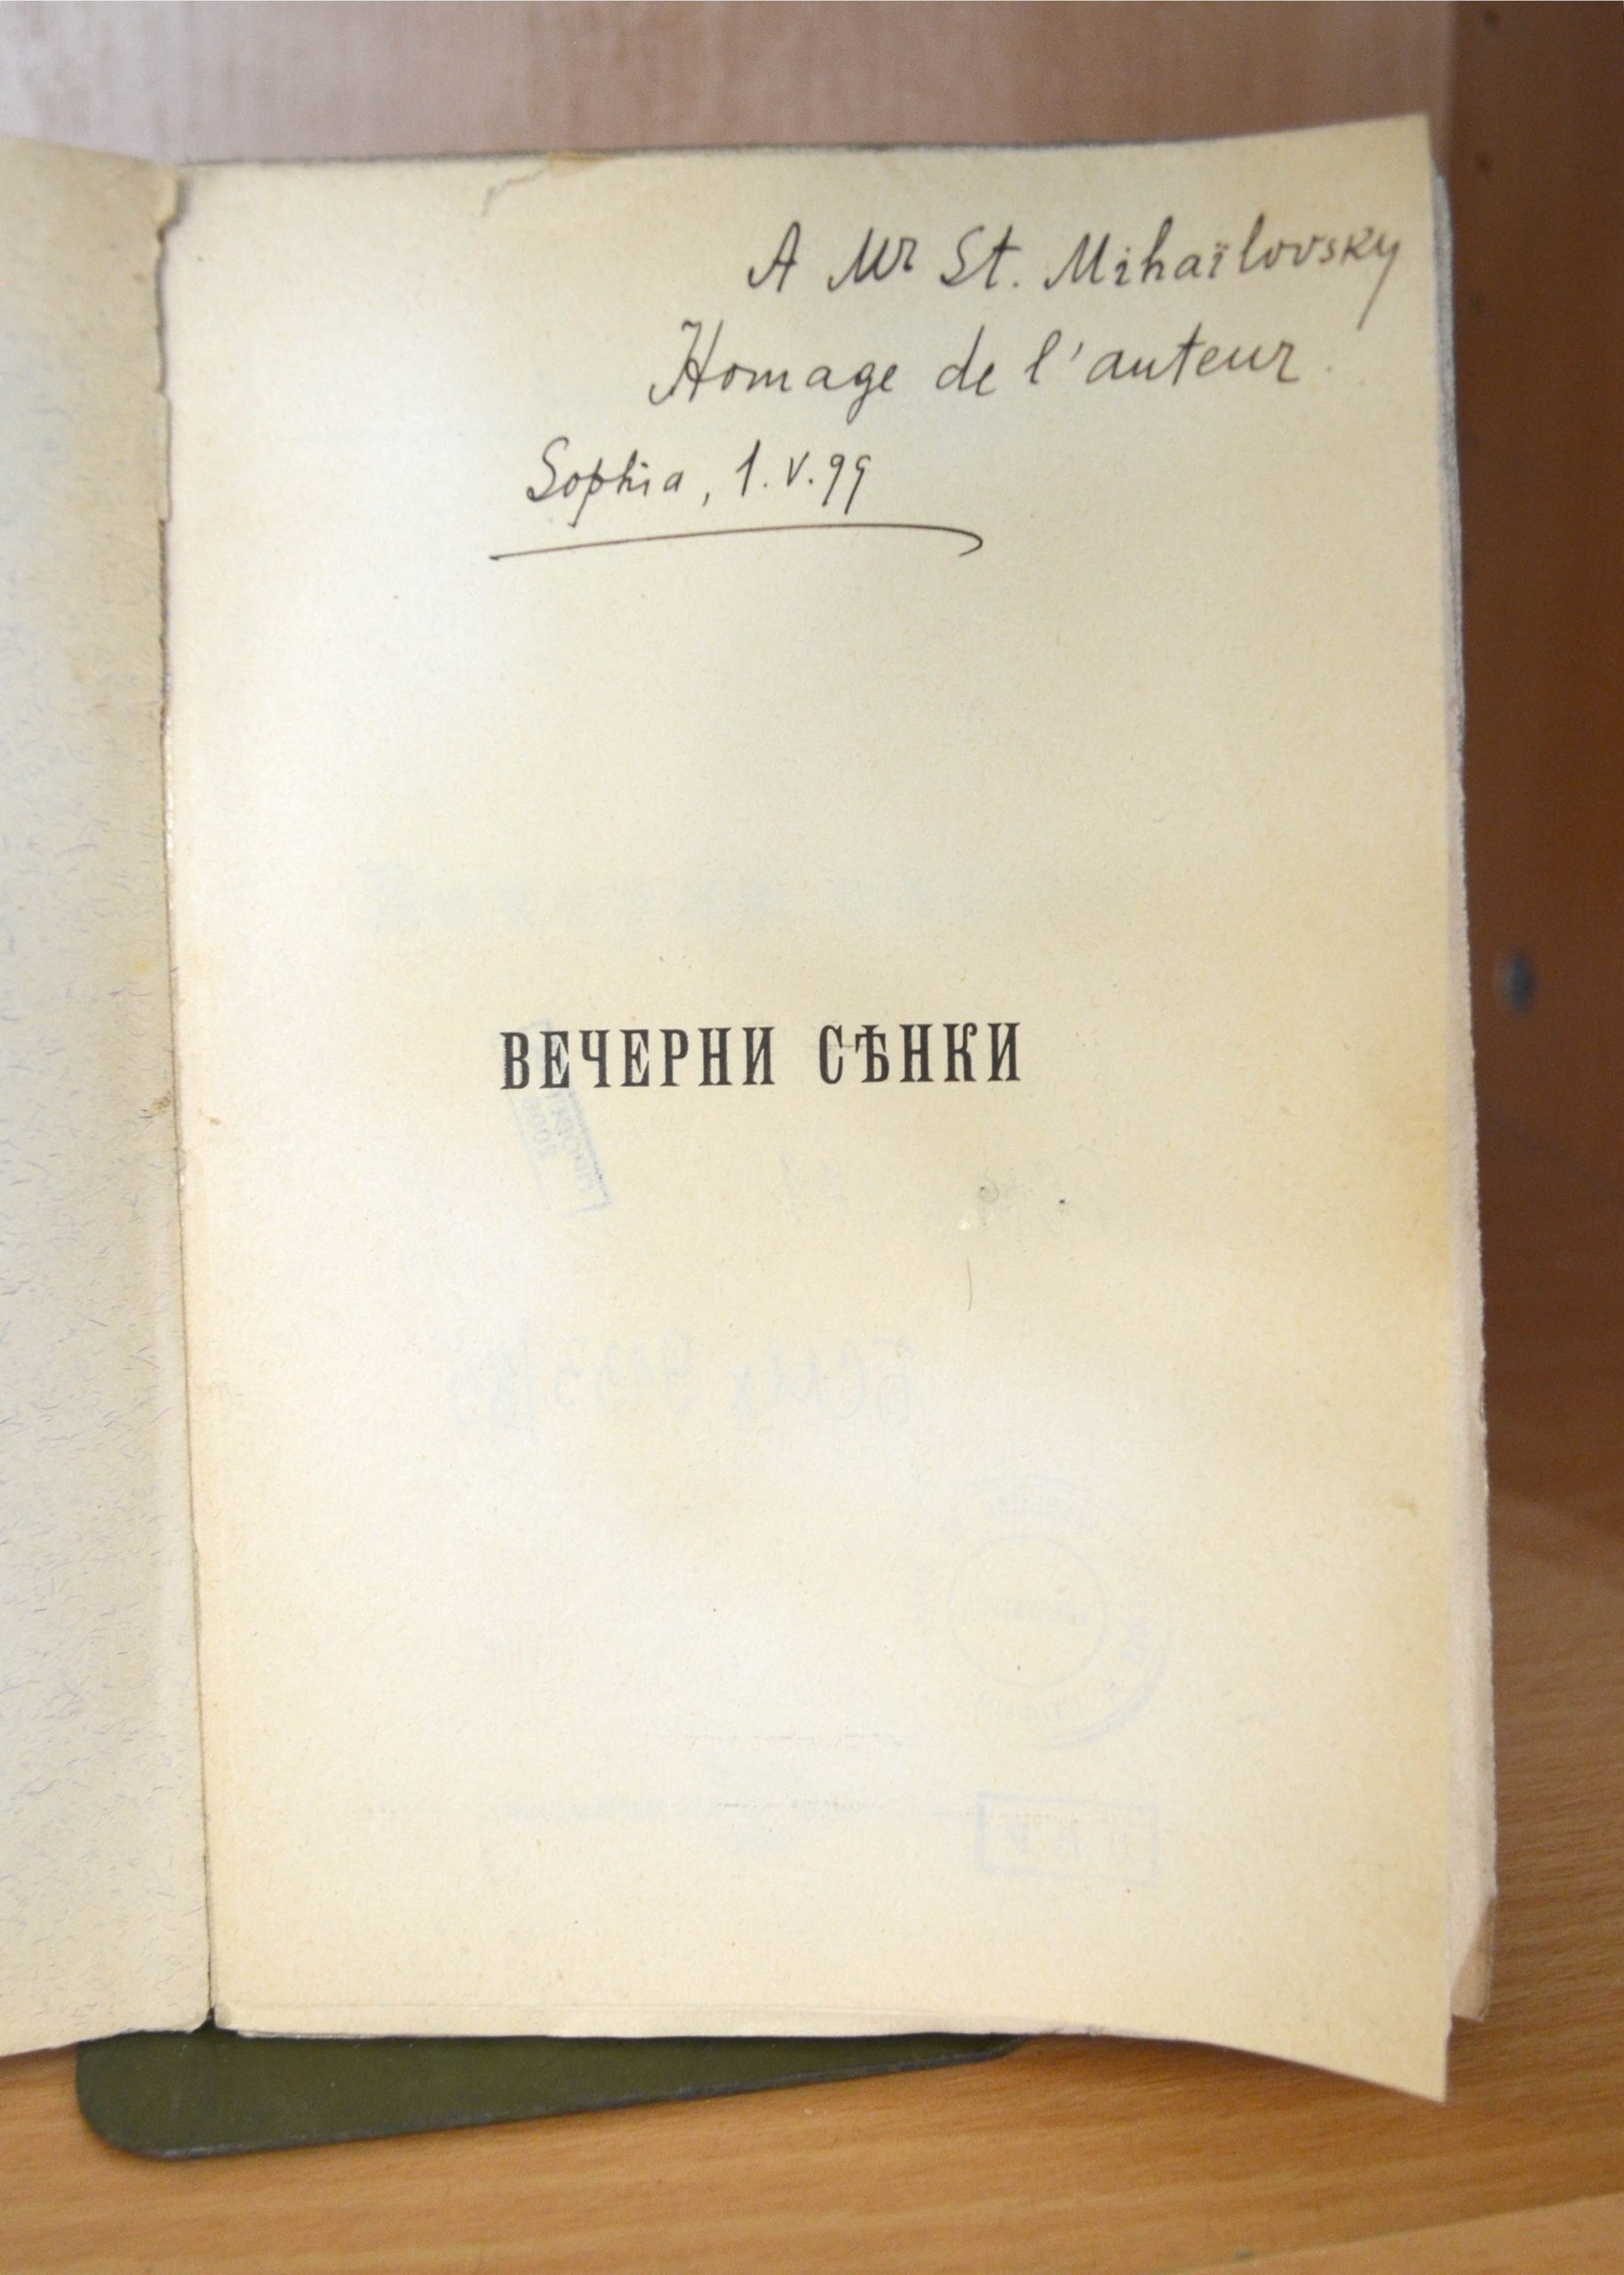 A Mr St. Mihaïlovsky
Homage de l'auteur.
Sophia, 1.V.99
ВЕЧЕРНИ СѢНКИ